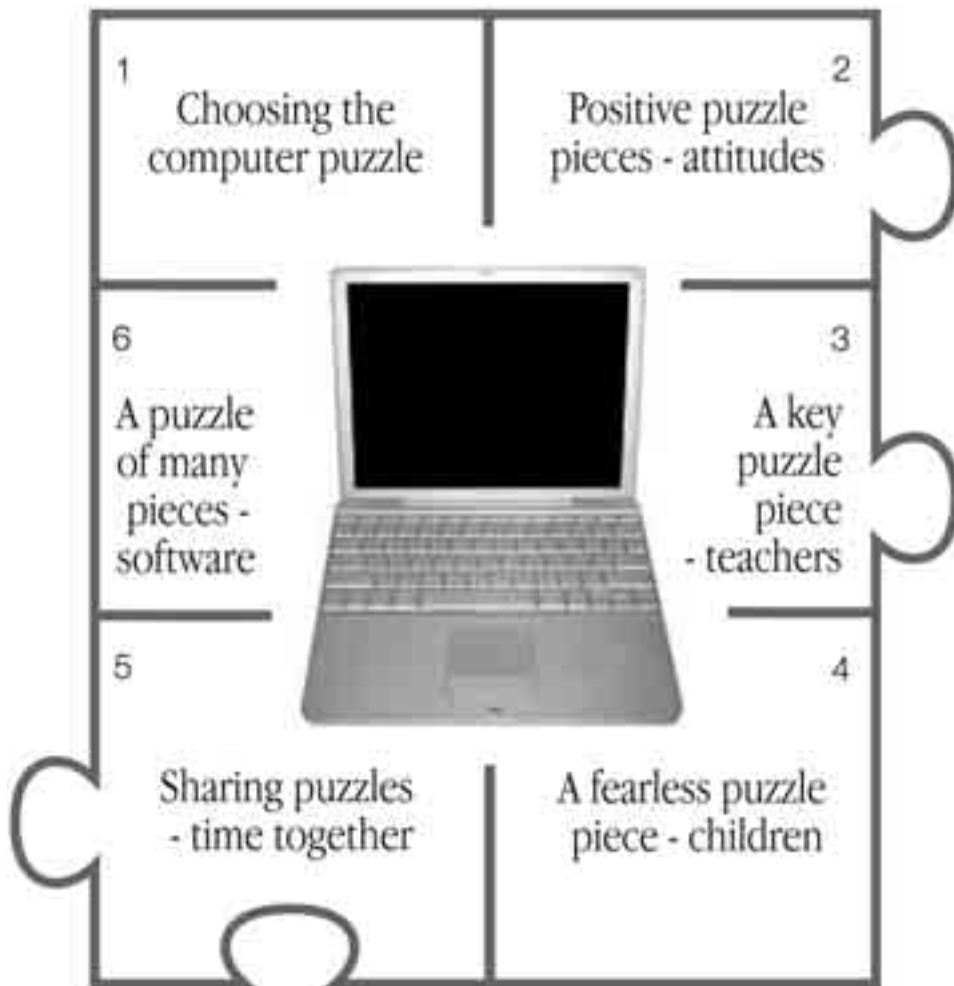 1
Choosing the
computer puzzle
2
Positive puzzle
pieces - attitudes
3
A key
puzzle
piece
- teachers
4
A fearless puzzle
piece - children
5
Sharing puzzles
- time together
6
A puzzle
of many
pieces -
software